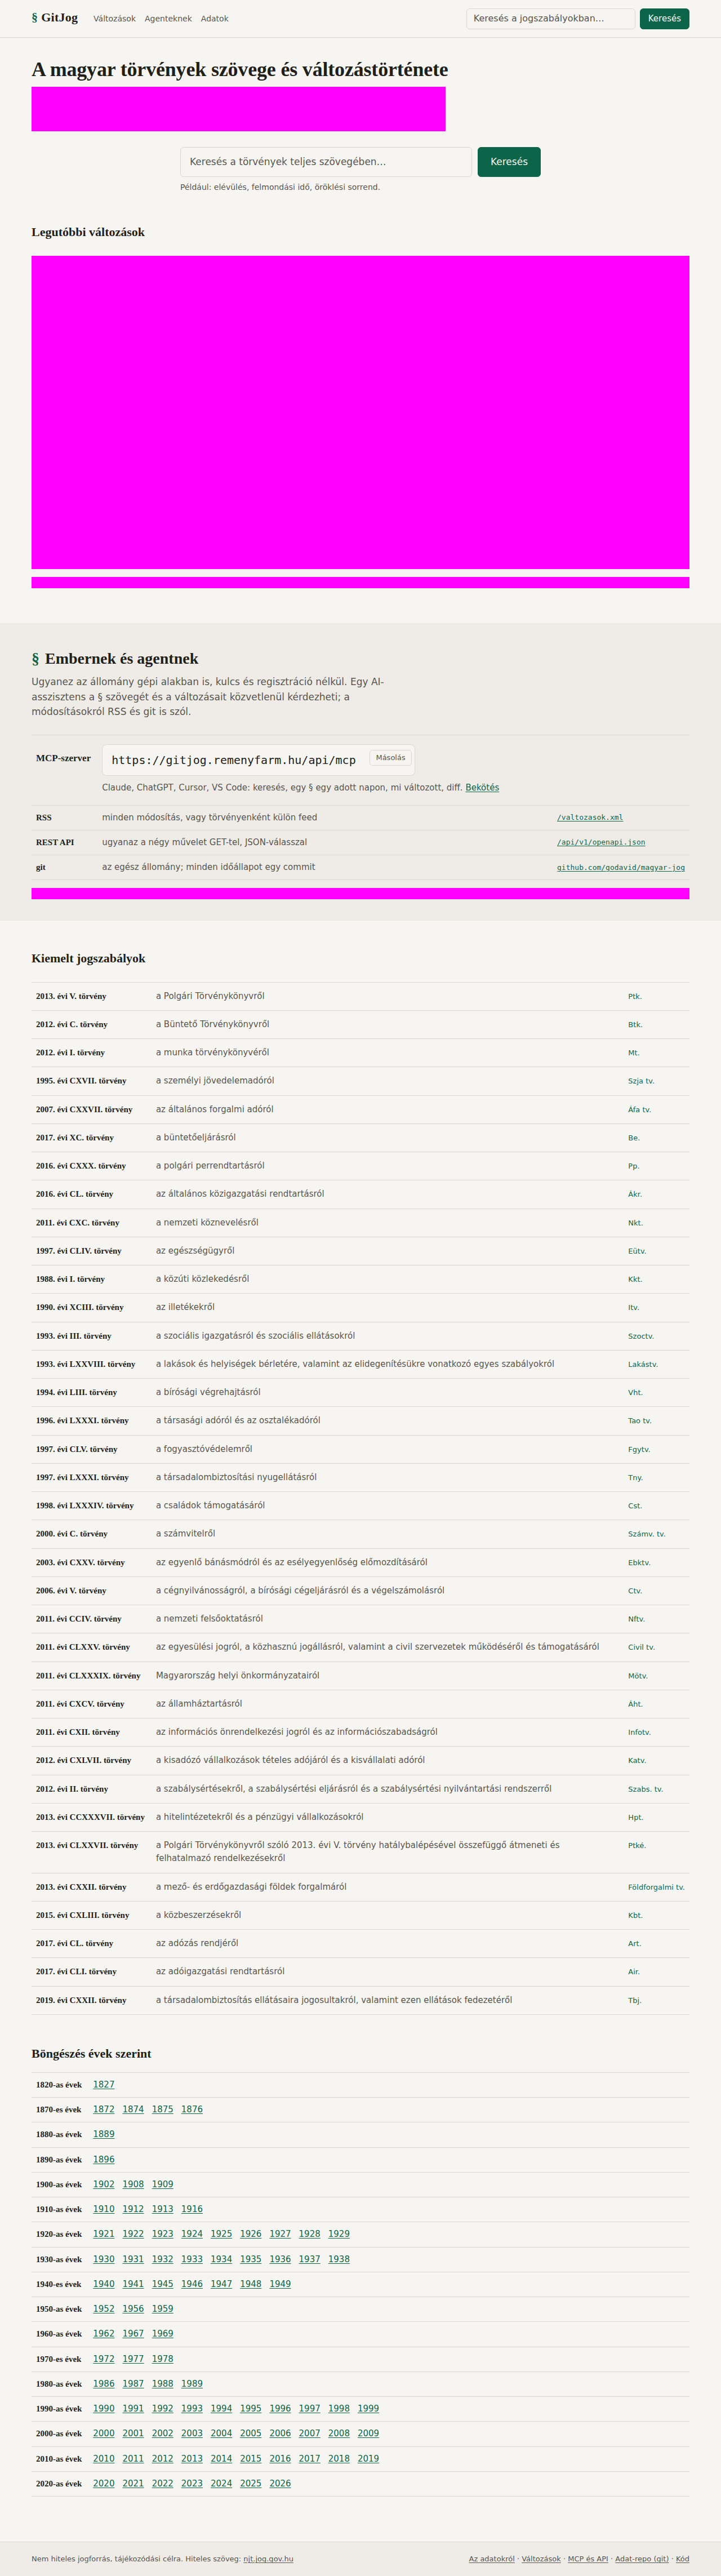 § GitJog Változások Agenteknek Adatok Keresés a jogszabályokban… Keresés
A magyar törvények szövege és változástörténete
Keresés a törvények teljes szövegében… Keresés
Például: elévülés, felmondási idő, öröklési sorrend.
Legutóbbi változások
§ Embernek és agentnek
Ugyanez az állomány gépi alakban is, kulcs és regisztráció nélkül. Egy AI-
asszisztens a § szövegét és a változásait közvetlenül kérdezheti; a
módosításokról RSS és git is szól.
MCP-szerver https://gitjog.remenyfarm.hu/api/mcp Másolás
Claude, ChatGPT, Cursor, VS Code: keresés, egy § egy adott napon, mi változott, diff. Bekötés
RSS minden módosítás, vagy törvényenként külön feed /valtozasok.xml
REST API ugyanaz a négy művelet GET-tel, JSON-válasszal /api/v1/openapi.json
git az egész állomány; minden időállapot egy commit github.com/qodavid/magyar-jog
Kiemelt jogszabályok
2013. évi V. törvény a Polgári Törvénykönyvről Ptk.
2012. évi C. törvény a Büntető Törvénykönyvről Btk.
2012. évi I. törvény a munka törvénykönyvéről Mt.
1995. évi CXVII. törvény a személyi jövedelemadóról Szja tv.
2007. évi CXXVII. törvény az általános forgalmi adóról Áfa tv.
2017. évi XC. törvény a büntetőeljárásról Be.
2016. évi CXXX. törvény a polgári perrendtartásról Pp.
2016. évi CL. törvény az általános közigazgatási rendtartásról Ákr.
2011. évi CXC. törvény a nemzeti köznevelésről Nkt.
1997. évi CLIV. törvény az egészségügyről Eütv.
1988. évi I. törvény a közúti közlekedésről Kkt.
1990. évi XCIII. törvény az illetékekről Itv.
1993. évi III. törvény a szociális igazgatásról és szociális ellátásokról Szoctv.
1993. évi LXXVIII. törvény a lakások és helyiségek bérletére, valamint az elidegenítésükre vonatkozó egyes szabályokról Lakástv.
1994. évi LIII. törvény a bírósági végrehajtásról Vht.
1996. évi LXXXI. törvény a társasági adóról és az osztalékadóról Tao tv.
1997. évi CLV. törvény a fogyasztóvédelemről Fgytv.
1997. évi LXXXI. törvény a társadalombiztosítási nyugellátásról Tny.
1998. évi LXXXIV. törvény a családok támogatásáról Cst.
2000. évi C. törvény a számvitelről Számv. tv.
2003. évi CXXV. törvény az egyenlő bánásmódról és az esélyegyenlőség előmozdításáról Ebktv.
2006. évi V. törvény a cégnyilvánosságról, a bírósági cégeljárásról és a végelszámolásról Ctv.
2011. évi CCIV. törvény a nemzeti felsőoktatásról Nftv.
2011. évi CLXXV. törvény az egyesülési jogról, a közhasznú jogállásról, valamint a civil szervezetek működéséről és támogatásáról Civil tv.
2011. évi CLXXXIX. törvény Magyarország helyi önkormányzatairól Mötv.
2011. évi CXCV. törvény az államháztartásról Áht.
2011. évi CXII. törvény az információs önrendelkezési jogról és az információszabadságról Infotv.
2012. évi CXLVII. törvény a kisadózó vállalkozások tételes adójáról és a kisvállalati adóról Katv.
2012. évi II. törvény a szabálysértésekről, a szabálysértési eljárásról és a szabálysértési nyilvántartási rendszerről Szabs. tv.
2013. évi CCXXXVII. törvény a hitelintézetekről és a pénzügyi vállalkozásokról Hpt.
2013. évi CLXXVII. törvény a Polgári Törvénykönyvről szóló 2013. évi V. törvény hatálybalépésével összefüggő átmeneti és Ptké.
felhatalmazó rendelkezésekről
2013. évi CXXII. törvény a mező- és erdőgazdasági földek forgalmáról Földforgalmi tv.
2015. évi CXLIII. törvény a közbeszerzésekről Kbt.
2017. évi CL. törvény az adózás rendjéről Art.
2017. évi CLI. törvény az adóigazgatási rendtartásról Air.
2019. évi CXXII. törvény a társadalombiztosítás ellátásaira jogosultakról, valamint ezen ellátások fedezetéről Tbj.
Böngészés évek szerint
1820-as évek 1827
1870-es évek 1872 1874 1875 1876
1880-as évek 1889
1890-as évek 1896
1900-as évek 1902 1908 1909
1910-as évek 1910 1912 1913 1916
1920-as évek 1921 1922 1923 1924 1925 1926 1927 1928 1929
1930-as évek 1930 1931 1932 1933 1934 1935 1936 1937 1938
1940-es évek 1940 1941 1945 1946 1947 1948 1949
1950-as évek 1952 1956 1959
1960-as évek 1962 1967 1969
1970-es évek 1972 1977 1978
1980-as évek 1986 1987 1988 1989
1990-as évek 1990 1991 1992 1993 1994 1995 1996 1997 1998 1999
2000-as évek 2000 2001 2002 2003 2004 2005 2006 2007 2008 2009
2010-as évek 2010 2011 2012 2013 2014 2015 2016 2017 2018 2019
2020-as évek 2020 2021 2022 2023 2024 2025 2026
Nem hiteles jogforrás, tájékozódási célra. Hiteles szöveg: njt.jog.gov.hu Az adatokról · Változások · MCP és API · Adat-repo (git) · Kód